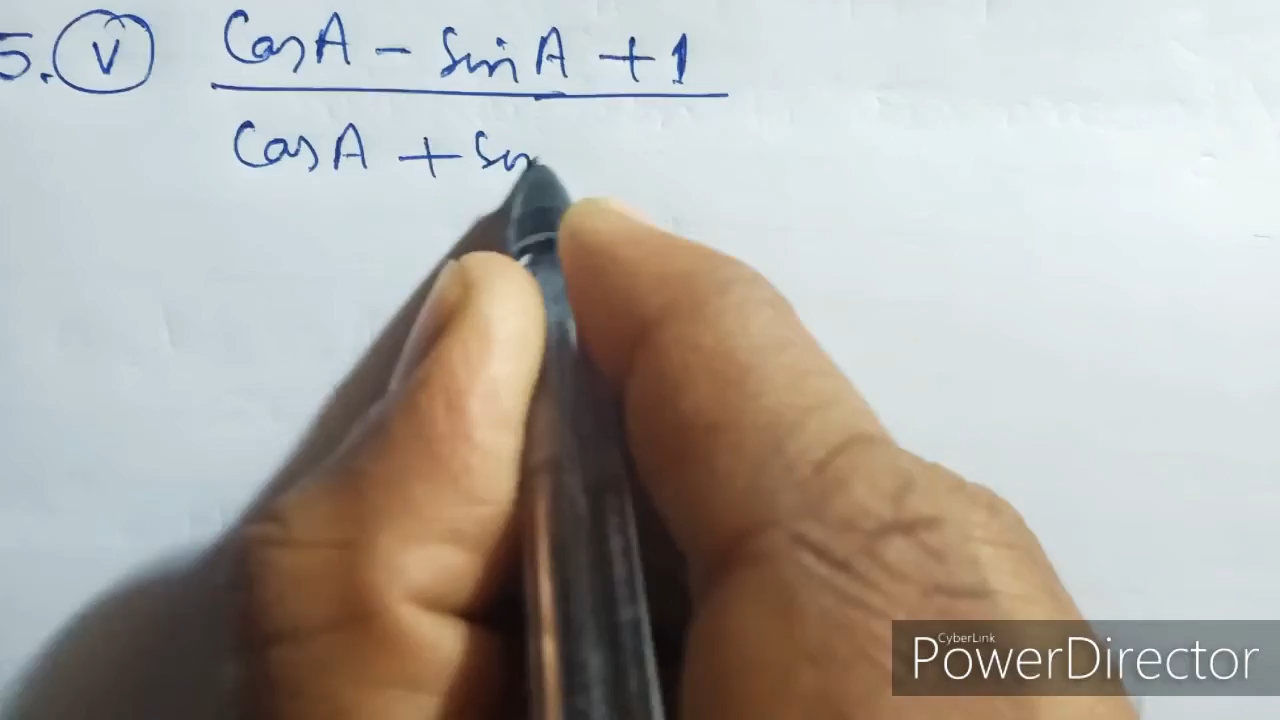 5. (v) CosA - sinA + 1
CosA + sin
CyberLink
PowerDirector